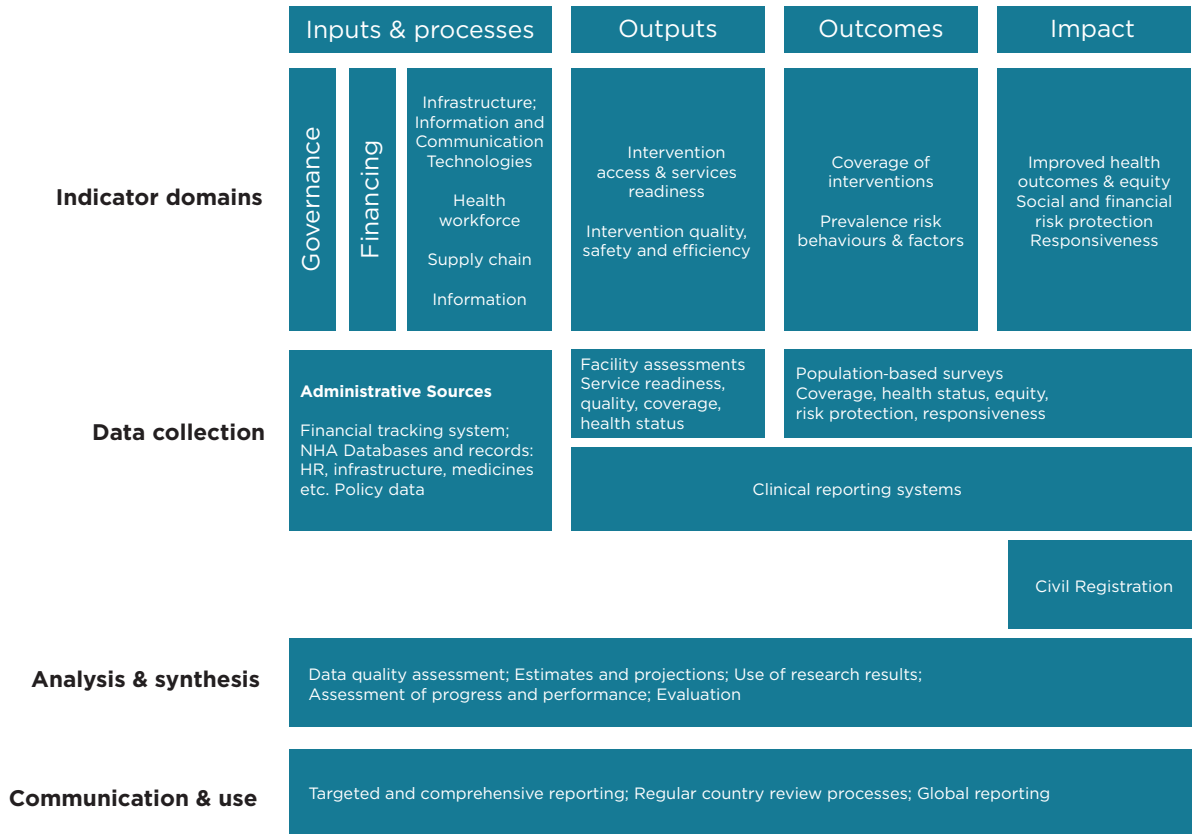 Inputs & processes
Outputs
Outcomes
Impact
Indicator domains
Governance
Financing
Infrastructure;
Information and
Communication
Technologies
Health
workforce
Supply chain
Information
Intervention
access & services
readiness
Intervention quality,
safety and efficiency
Coverage of
interventions
Prevalence risk
behaviours & factors
Improved health
outcomes & equity
Social and financial
risk protection
Responsiveness
Data collection
Administrative Sources
Financial tracking system;
NHA Databases and records:
HR, infrastructure, medicines
etc. Policy data
Facility assessments
Service readiness,
quality, coverage,
health status
Population-based surveys
Coverage, health status, equity,
risk protection, responsiveness
Clinical reporting systems
Civil Registration
Analysis & synthesis
Data quality assessment; Estimates and projections; Use of research results;
Assessment of progress and performance; Evaluation
Communication & use
Targeted and comprehensive reporting; Regular country review processes; Global reporting